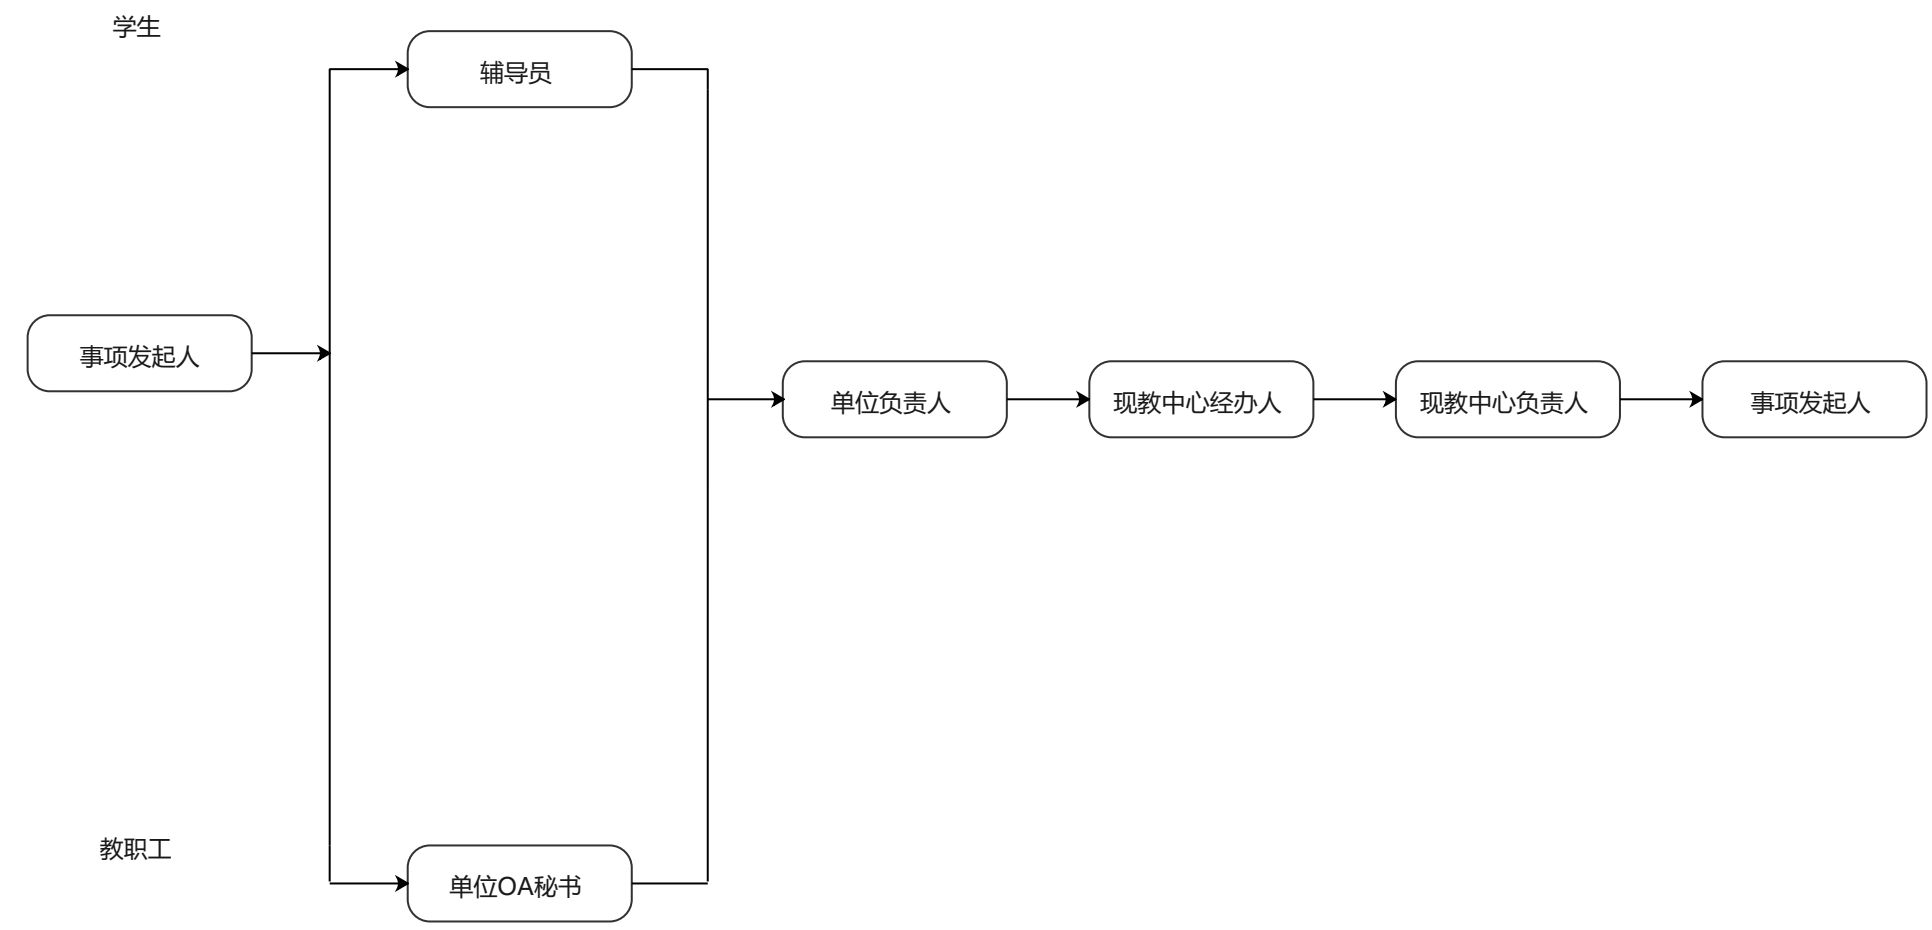 学生
辅导员
事项发起人
单位负责人
现教中心经办人
现教中心负责人
事项发起人
教职工
单位OA秘书